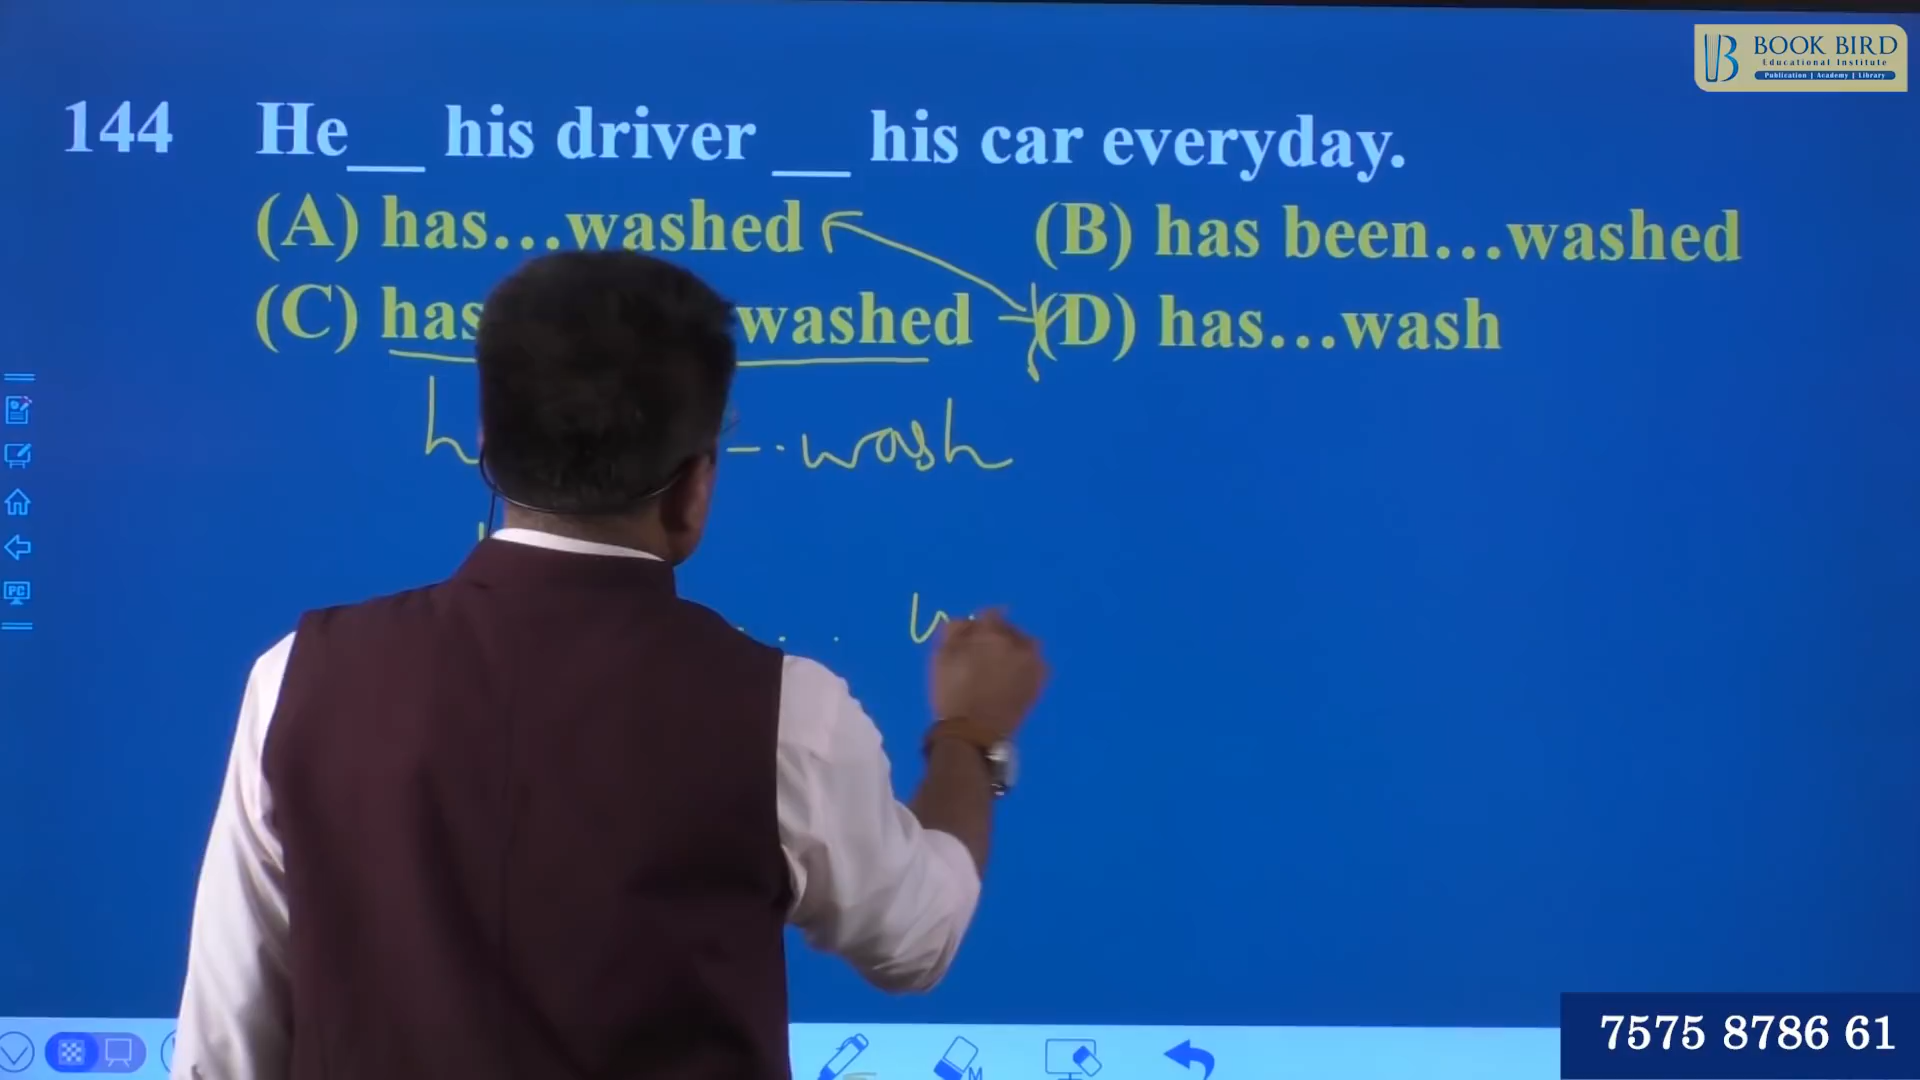 BOOK BIRD
Educational Institute
Publication | Academy | Library
144 He__ his driver __ his car everyday.
(A) has…washed
(B) has been…washed
(C) has washed
(D) has…wash
wash
PC
M
7575 8786 61